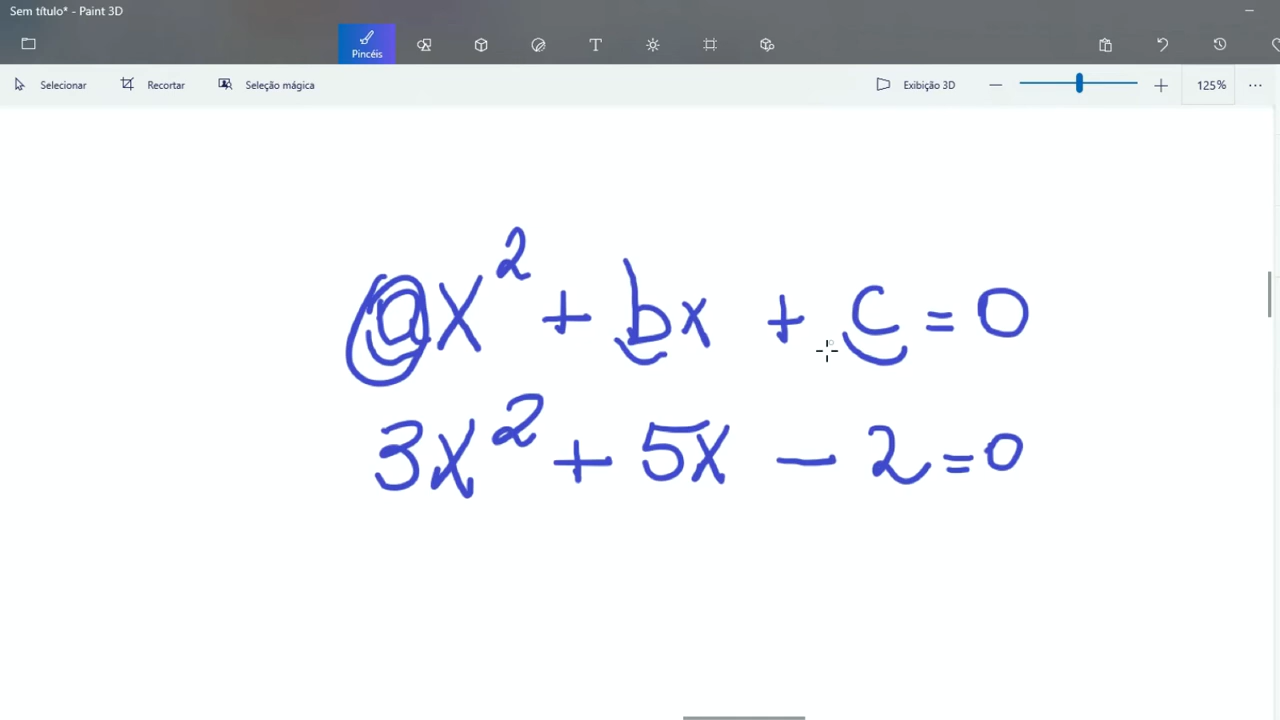 Sem título* - Paint 3D
Pincéis
Selecionar Recortar Seleção mágica Exibição 3D 125%
ax² + bx + c = 0
3x² + 5x - 2 = 0